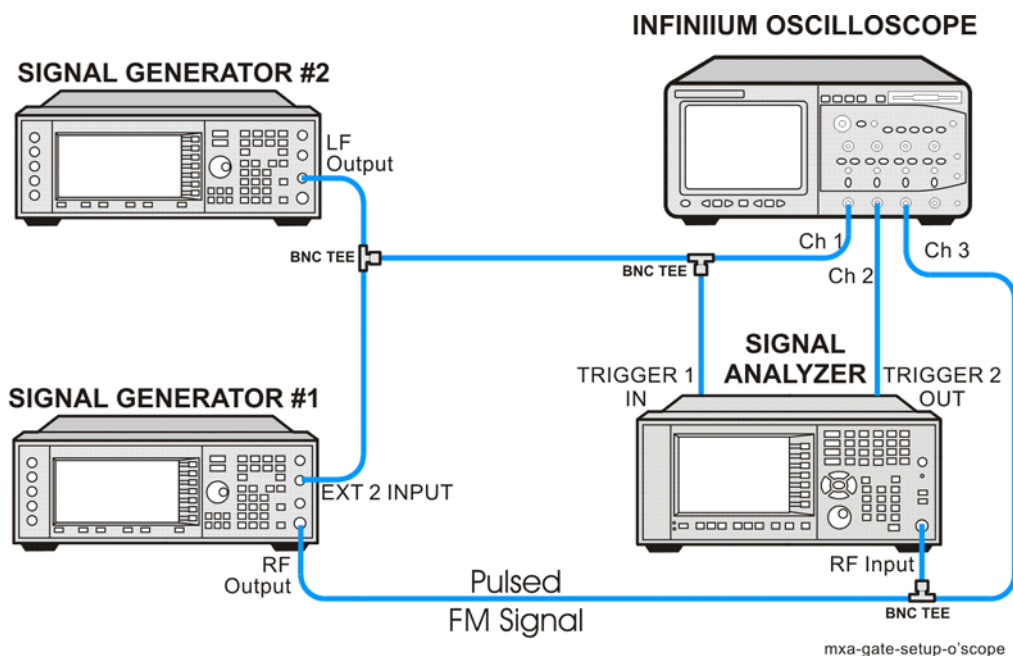 INFINIIUM OSCILLOSCOPE
SIGNAL GENERATOR #2
LF
Output
BNC TEE
BNC TEE
Ch 1
Ch 2
Ch 3
SIGNAL
ANALYZER
TRIGGER 1
IN
TRIGGER 2
OUT
SIGNAL GENERATOR #1
EXT 2 INPUT
RF
Output
RF Input
Pulsed
FM Signal
BNC TEE
mxa-gate-setup-o'scope